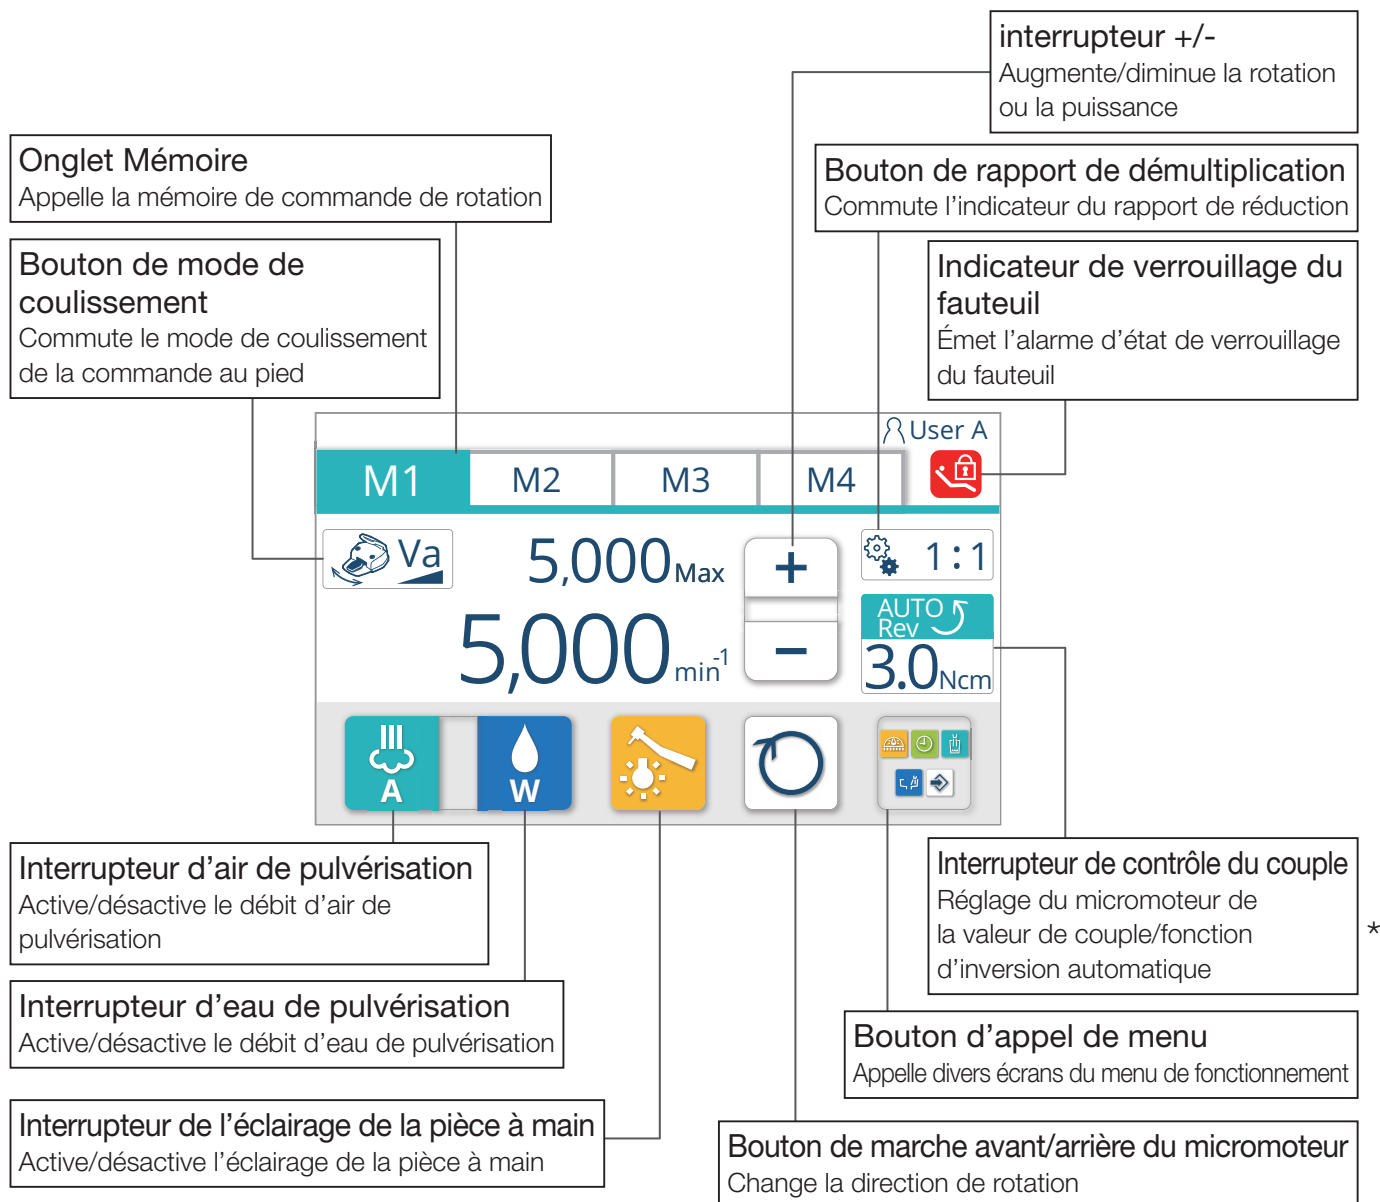 interrupteur +/-
Augmente/diminue la rotation
ou la puissance
Onglet Mémoire
Appelle la mémoire de commande de rotation
Bouton de rapport de démultiplication
Commute l’indicateur du rapport de réduction
Bouton de mode de
coulissement
Commute le mode de coulissement
de la commande au pied
Indicateur de verrouillage du
fauteuil
Émet l’alarme d’état de verrouillage
du fauteuil
User A
M1 M2 M3 M4
Va 5,000 Max + 1:1
AUTO
Rev
5,000 min-1 − 3.0 Ncm
A W
Interrupteur d’air de pulvérisation
Active/désactive le débit d’air de
pulvérisation
Interrupteur de contrôle du couple
Réglage du micromoteur de
la valeur de couple/fonction *
d’inversion automatique
Interrupteur d’eau de pulvérisation
Active/désactive le débit d’eau de pulvérisation
Bouton d’appel de menu
Appelle divers écrans du menu de fonctionnement
Interrupteur de l’éclairage de la pièce à main
Active/désactive l’éclairage de la pièce à main
Bouton de marche avant/arrière du micromoteur
Change la direction de rotation